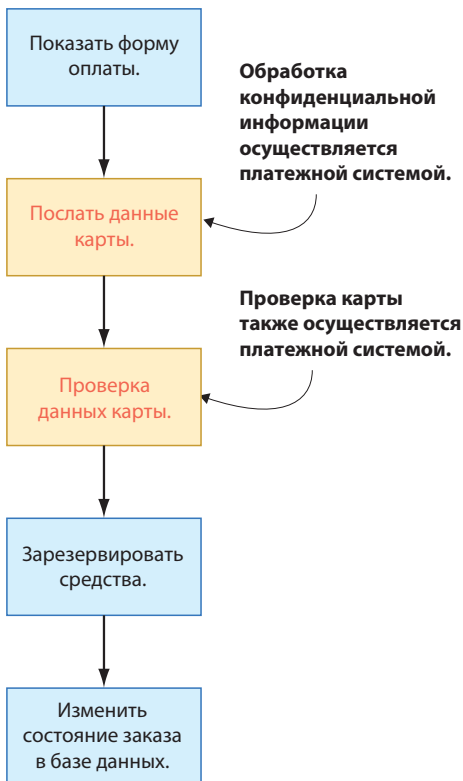 Показать форму
оплаты.
Обработка
конфиденциальной
информации
осуществляется
платежной системой.
Послать данные
карты.
Проверка карты
также осуществляется
платежной системой.
Проверка
данных карты.
Зарезервировать
средства.
Изменить
состояние заказа
в базе данных.